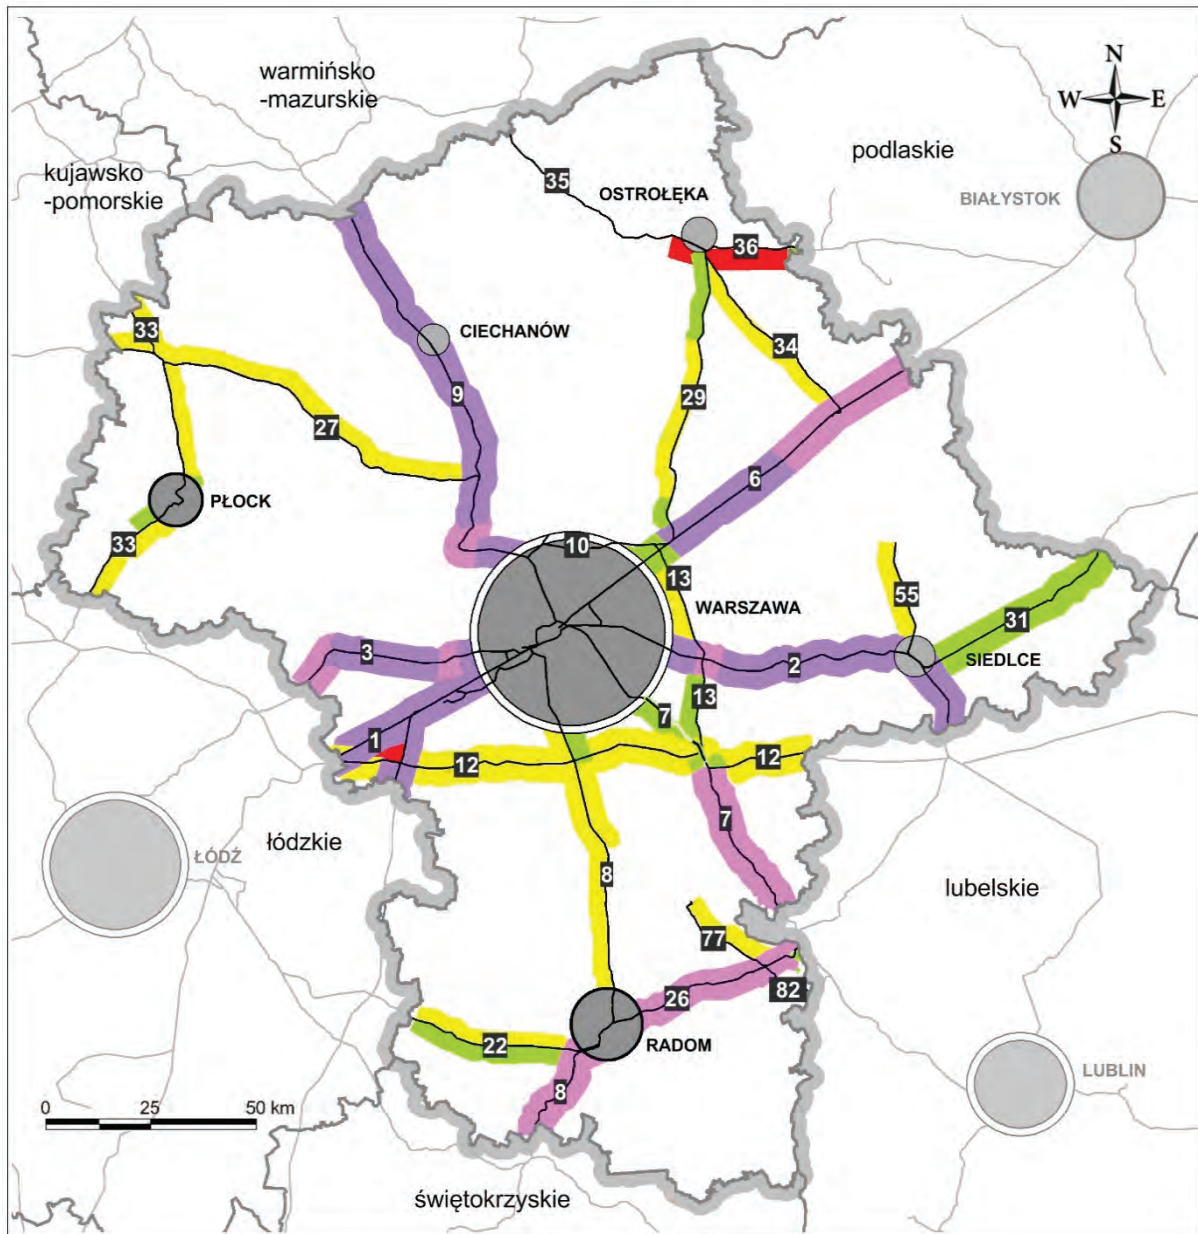 N
W E
S
warmińsko
-mazurskie
kujawsko
-pomorskie
podlaskie
BIAŁYSTOK
35
OSTROŁĘKA
36
33
CIECHANÓW
34
9
29
27
6
PŁOCK
33
10
13
WARSZAWA
55
31
SIEDLCE
3
2
13
7
1
12
12
7
łódzkie
ŁÓDŹ
8
lubelskie
77
82
26
22
RADOM
LUBLIN
8
0 25 50 km
świętokrzyskie